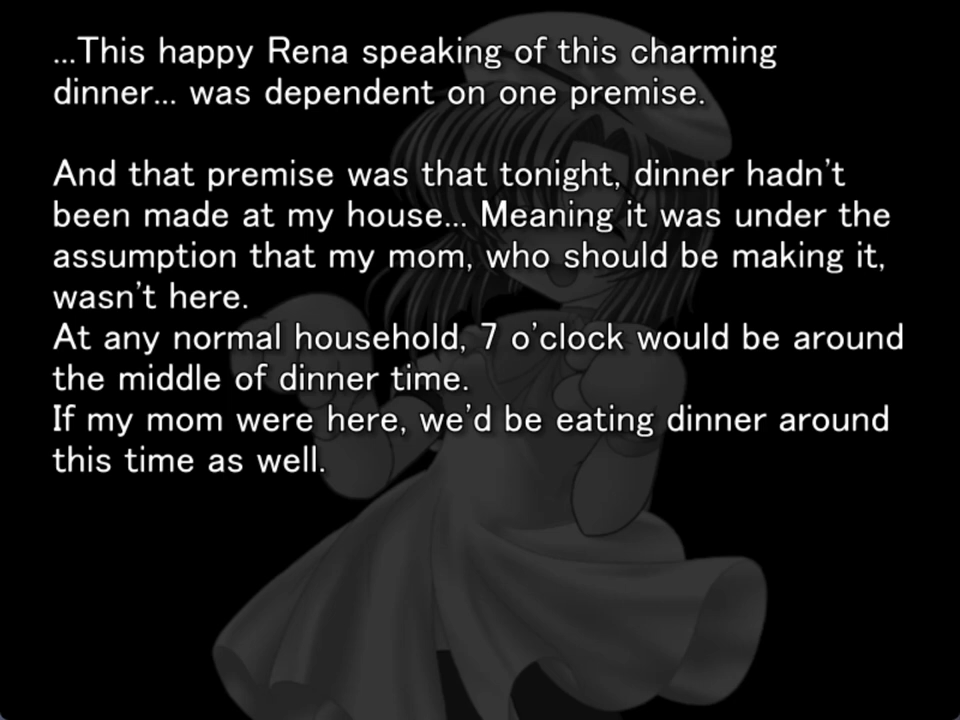 ...This happy Rena speaking of this charming
dinner... was dependent on one premise.
And that premise was that tonight, dinner hadn't
been made at my house... Meaning it was under the
assumption that my mom, who should be making it,
wasn't here.
At any normal household, 7 o'clock would be around
the middle of dinner time.
If my mom were here, we'd be eating dinner around
this time as well.